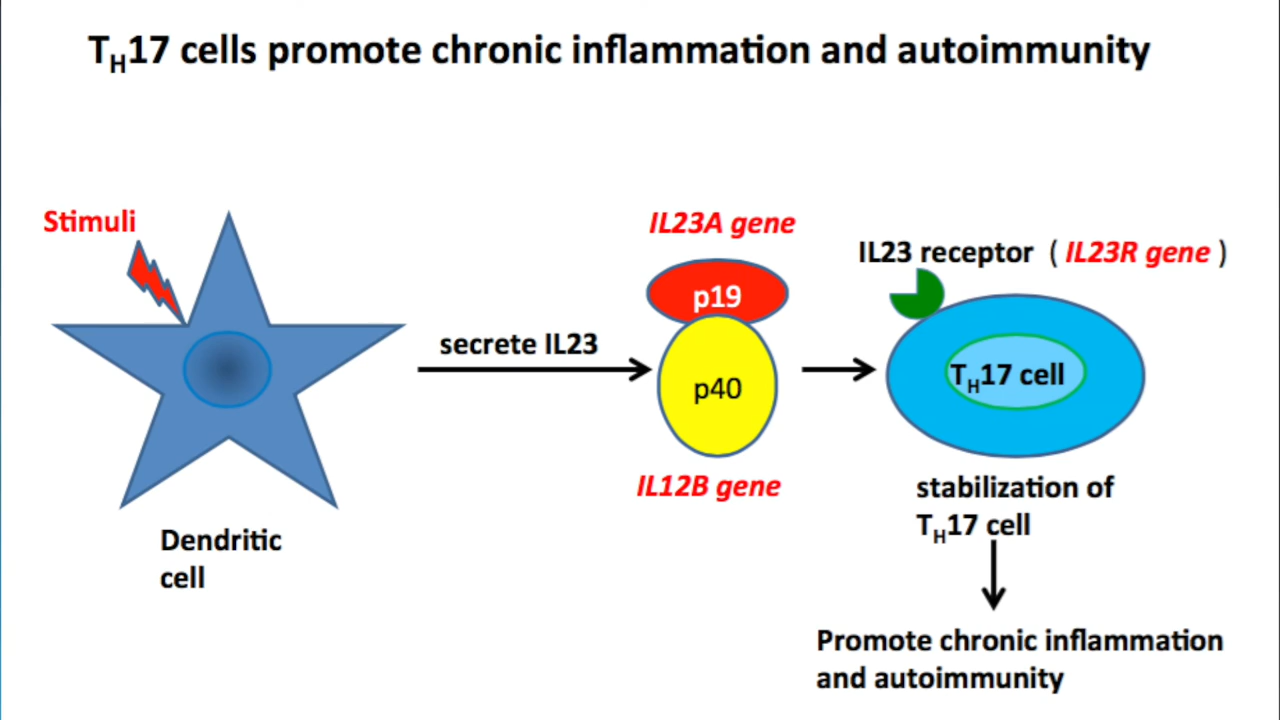 TH17 cells promote chronic inflammation and autoimmunity
Stimuli
IL23A gene
IL23 receptor ( IL23R gene )
p19
secrete IL23
p40
TH17 cell
IL12B gene
stabilization of
TH17 cell
Dendritic
cell
Promote chronic inflammation
and autoimmunity